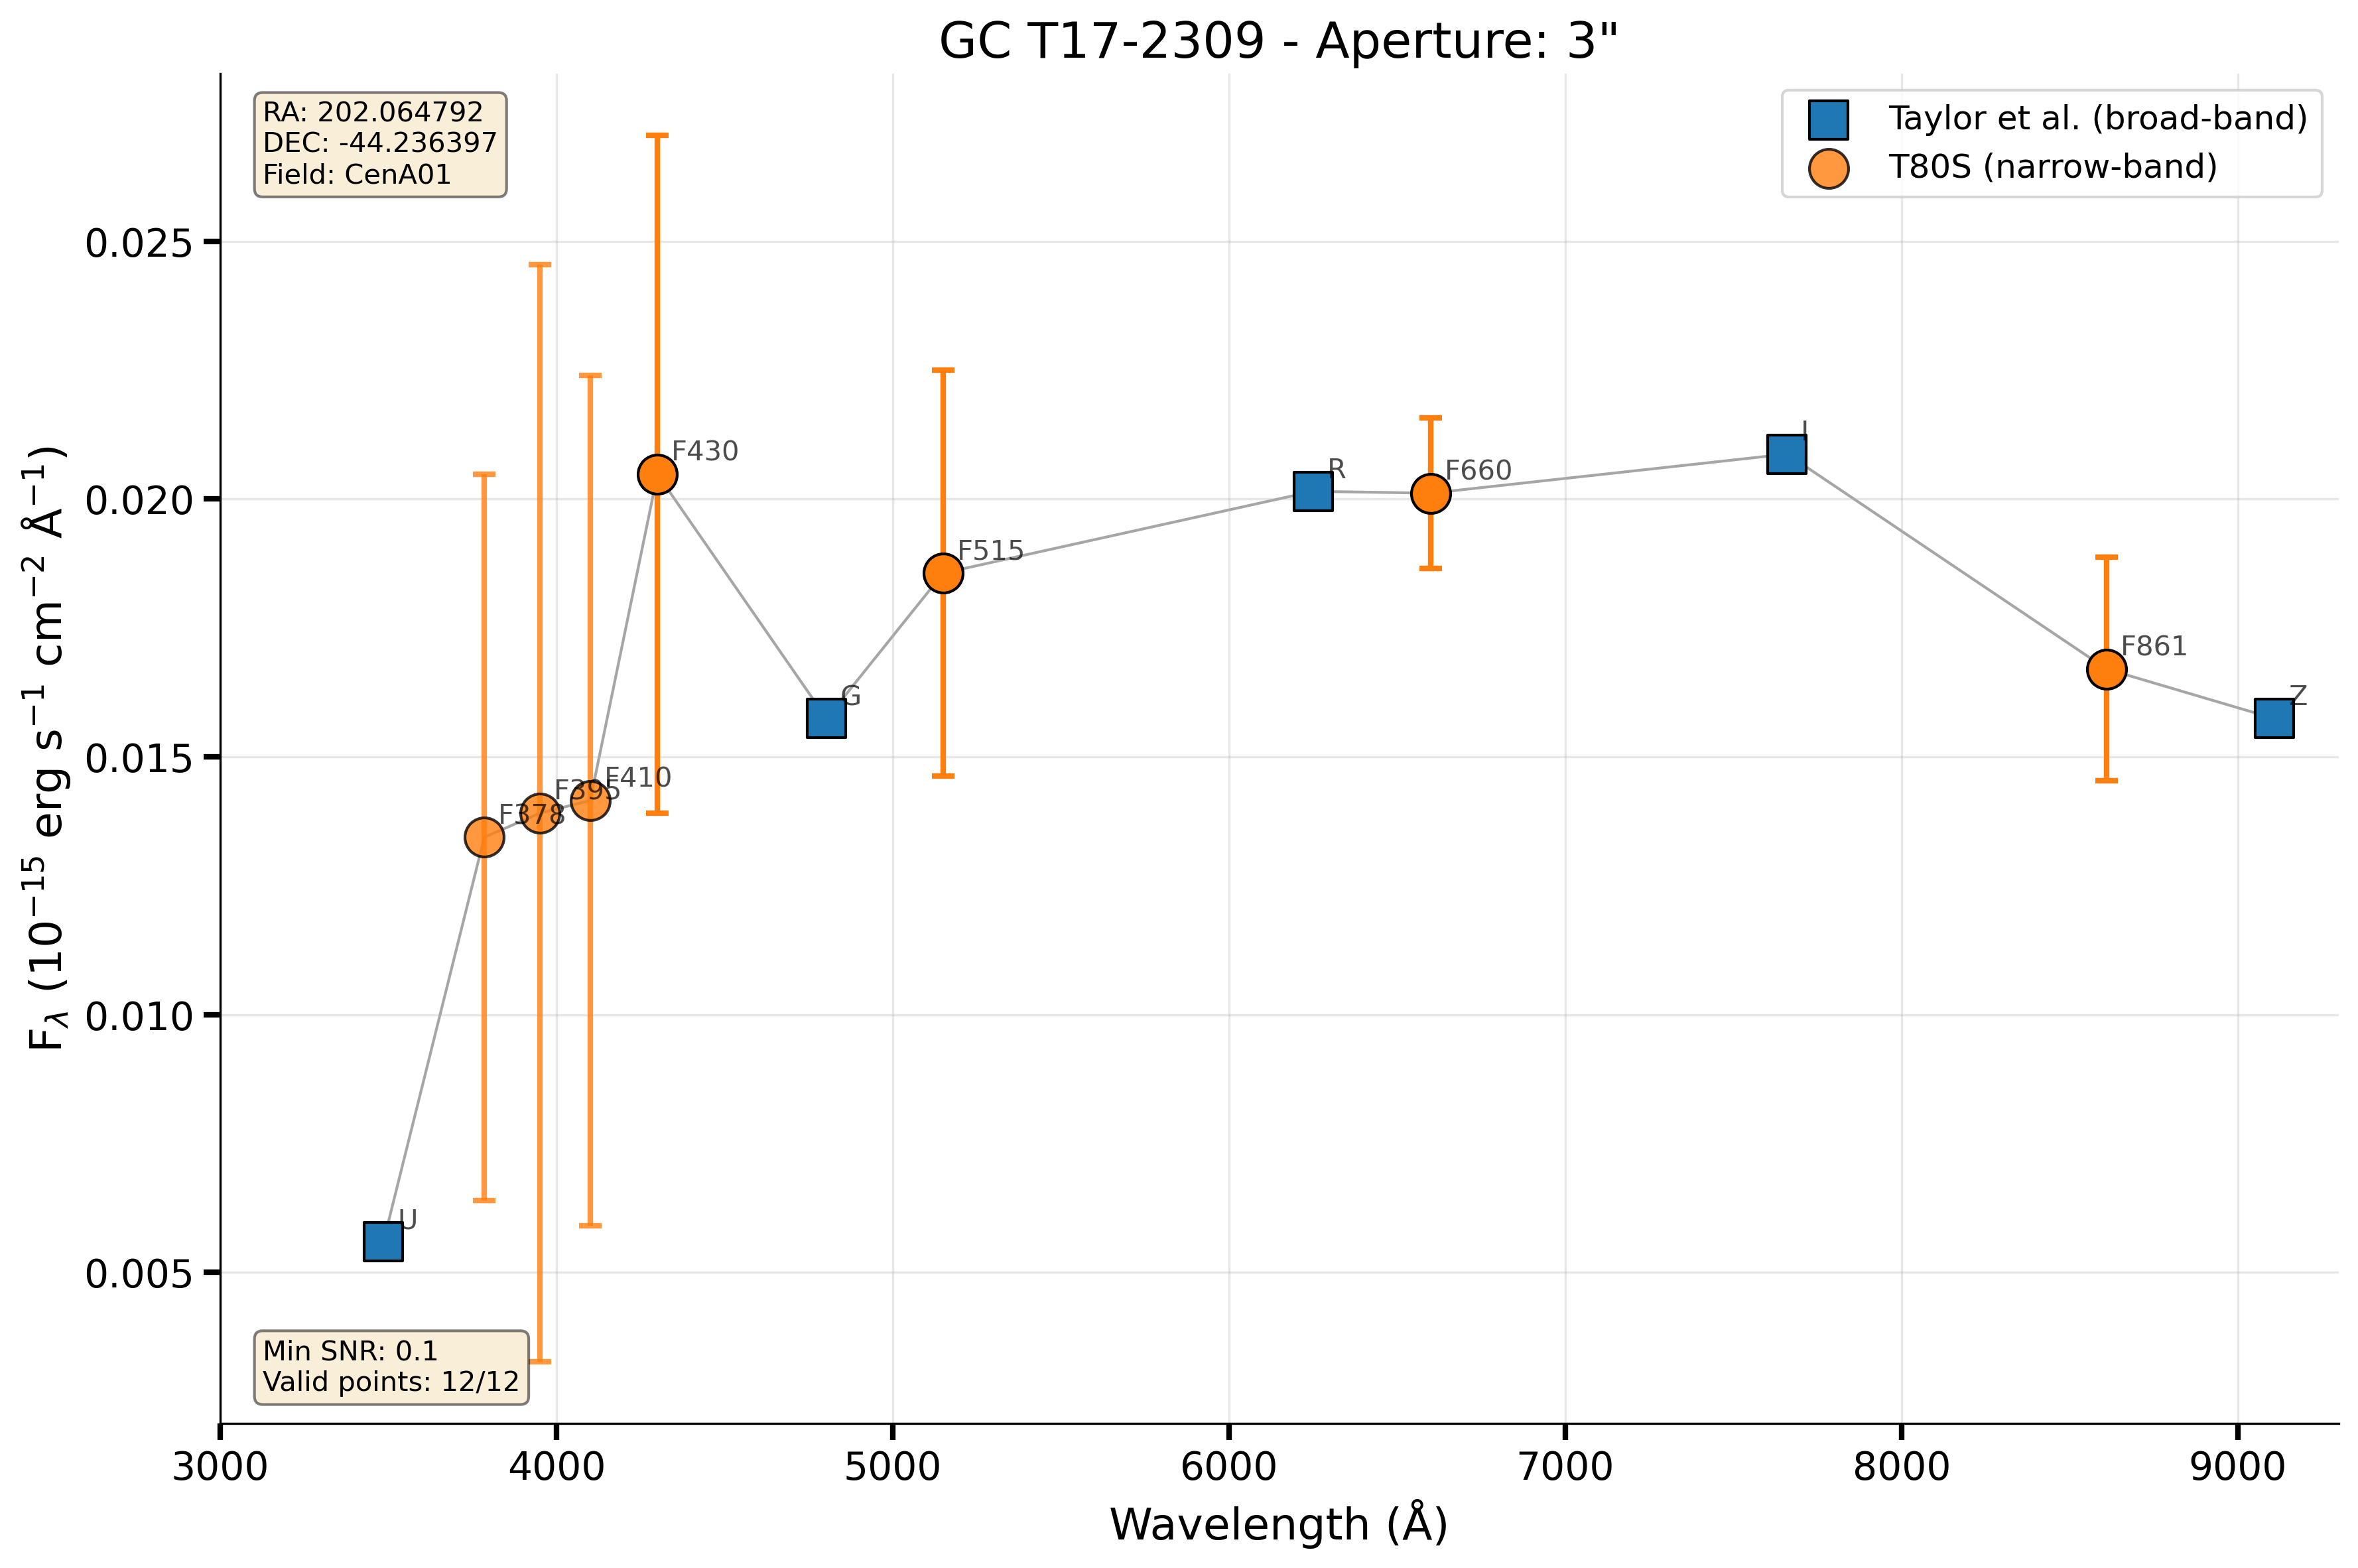 GC T17-2309 - Aperture: 3"
RA: 202.064792
DEC: -44.236397
Field: CenA01
Taylor et al. (broad-band)
T80S (narrow-band)
0.025
0.020
0.015
0.010
0.005
F_λ (10⁻¹⁵ erg s⁻¹ cm⁻² Å⁻¹)
U
F378
F395
F410
F430
G
F515
R
F660
I
F861
Z
Min SNR: 0.1
Valid points: 12/12
3000
4000
5000
6000
7000
8000
9000
Wavelength (Å)